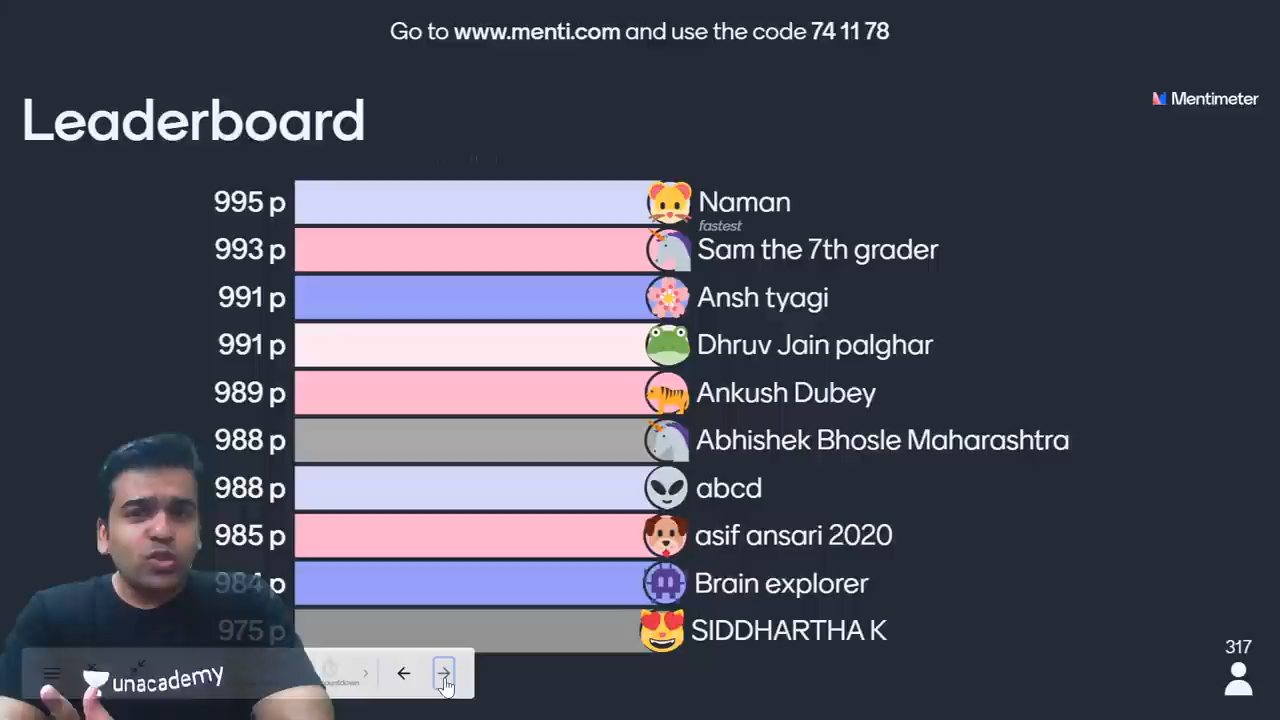 Go to www.menti.com and use the code 74 11 78
Leaderboard
Mentimeter
995 p Naman
fastest
993 p Sam the 7th grader
991 p Ansh tyagi
991 p Dhruv Jain palghar
989 p Ankush Dubey
988 p Abhishek Bhosle Maharashtra
988 p abcd
985 p asif ansari 2020
984 p Brain explorer
975 p SIDDHARTHA K
317
unacademy